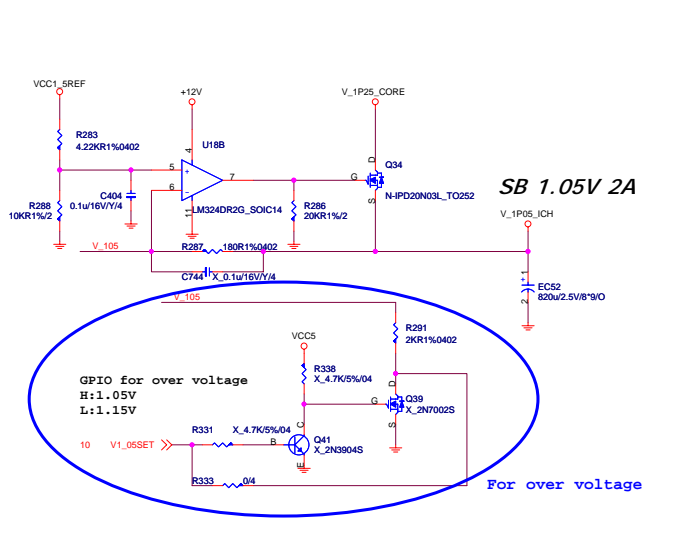 VCC1_5REF
+12V
V_1P25_CORE
R283
4.22KR1%0402
U18B
4
5
+
6
-
7
11
LM324DR2G_SOIC14
R288
10KR1%/2
C404
0.1u/16V/Y/4
R286
20KR1%/2
D
G
S
Q34
N-IPD20N03L_TO252
SB 1.05V 2A
V_1P05_ICH
V_105
R287
180R1%0402
C744
X_0.1u/16V/Y/4
1
+
2
EC52
820u/2.5V/8*9/O
V_105
R291
2KR1%0402
VCC5
R338
X_4.7K/5%/04
GPIO for over voltage
H:1.05V
L:1.15V
D
G
S
Q39
X_2N7002S
10
V1_05SET
R331
X_4.7K/5%/04
B
C
E
Q41
X_2N3904S
R333
0/4
For over voltage